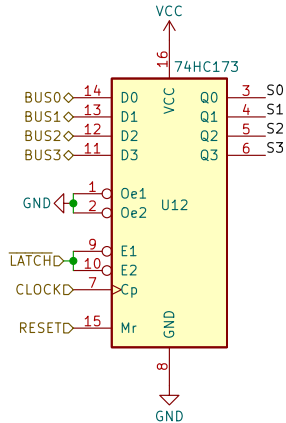 VCC
16
74HC173
BUS0 14 D0 VCC Q0 3 S0
BUS1 13 D1 Q1 4 S1
BUS2 12 D2 Q2 5 S2
BUS3 11 D3 Q3 6 S3
1 Oe1
GND 2 Oe2 U12
9 E1
LATCH 10 E2
CLOCK 7 Cp
RESET 15 Mr GND
8
GND